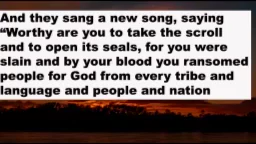 And they sang a new song, saying
“Worthy are you to take the scroll
and to open its seals, for you were
slain and by your blood you ransomed
people for God from every tribe and
language and people and nation